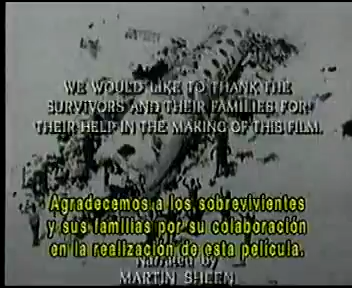 WE WOULD LIKE TO THANK THE
SURVIVORS AND THEIR FAMILIES FOR
THEIR HELP IN THE MAKING OF THIS FILM.
Agradecemos a los sobrevivientes
y sus familias por su colaboración
en la realización de esta película.
Narrated by
MARTIN SHEEN